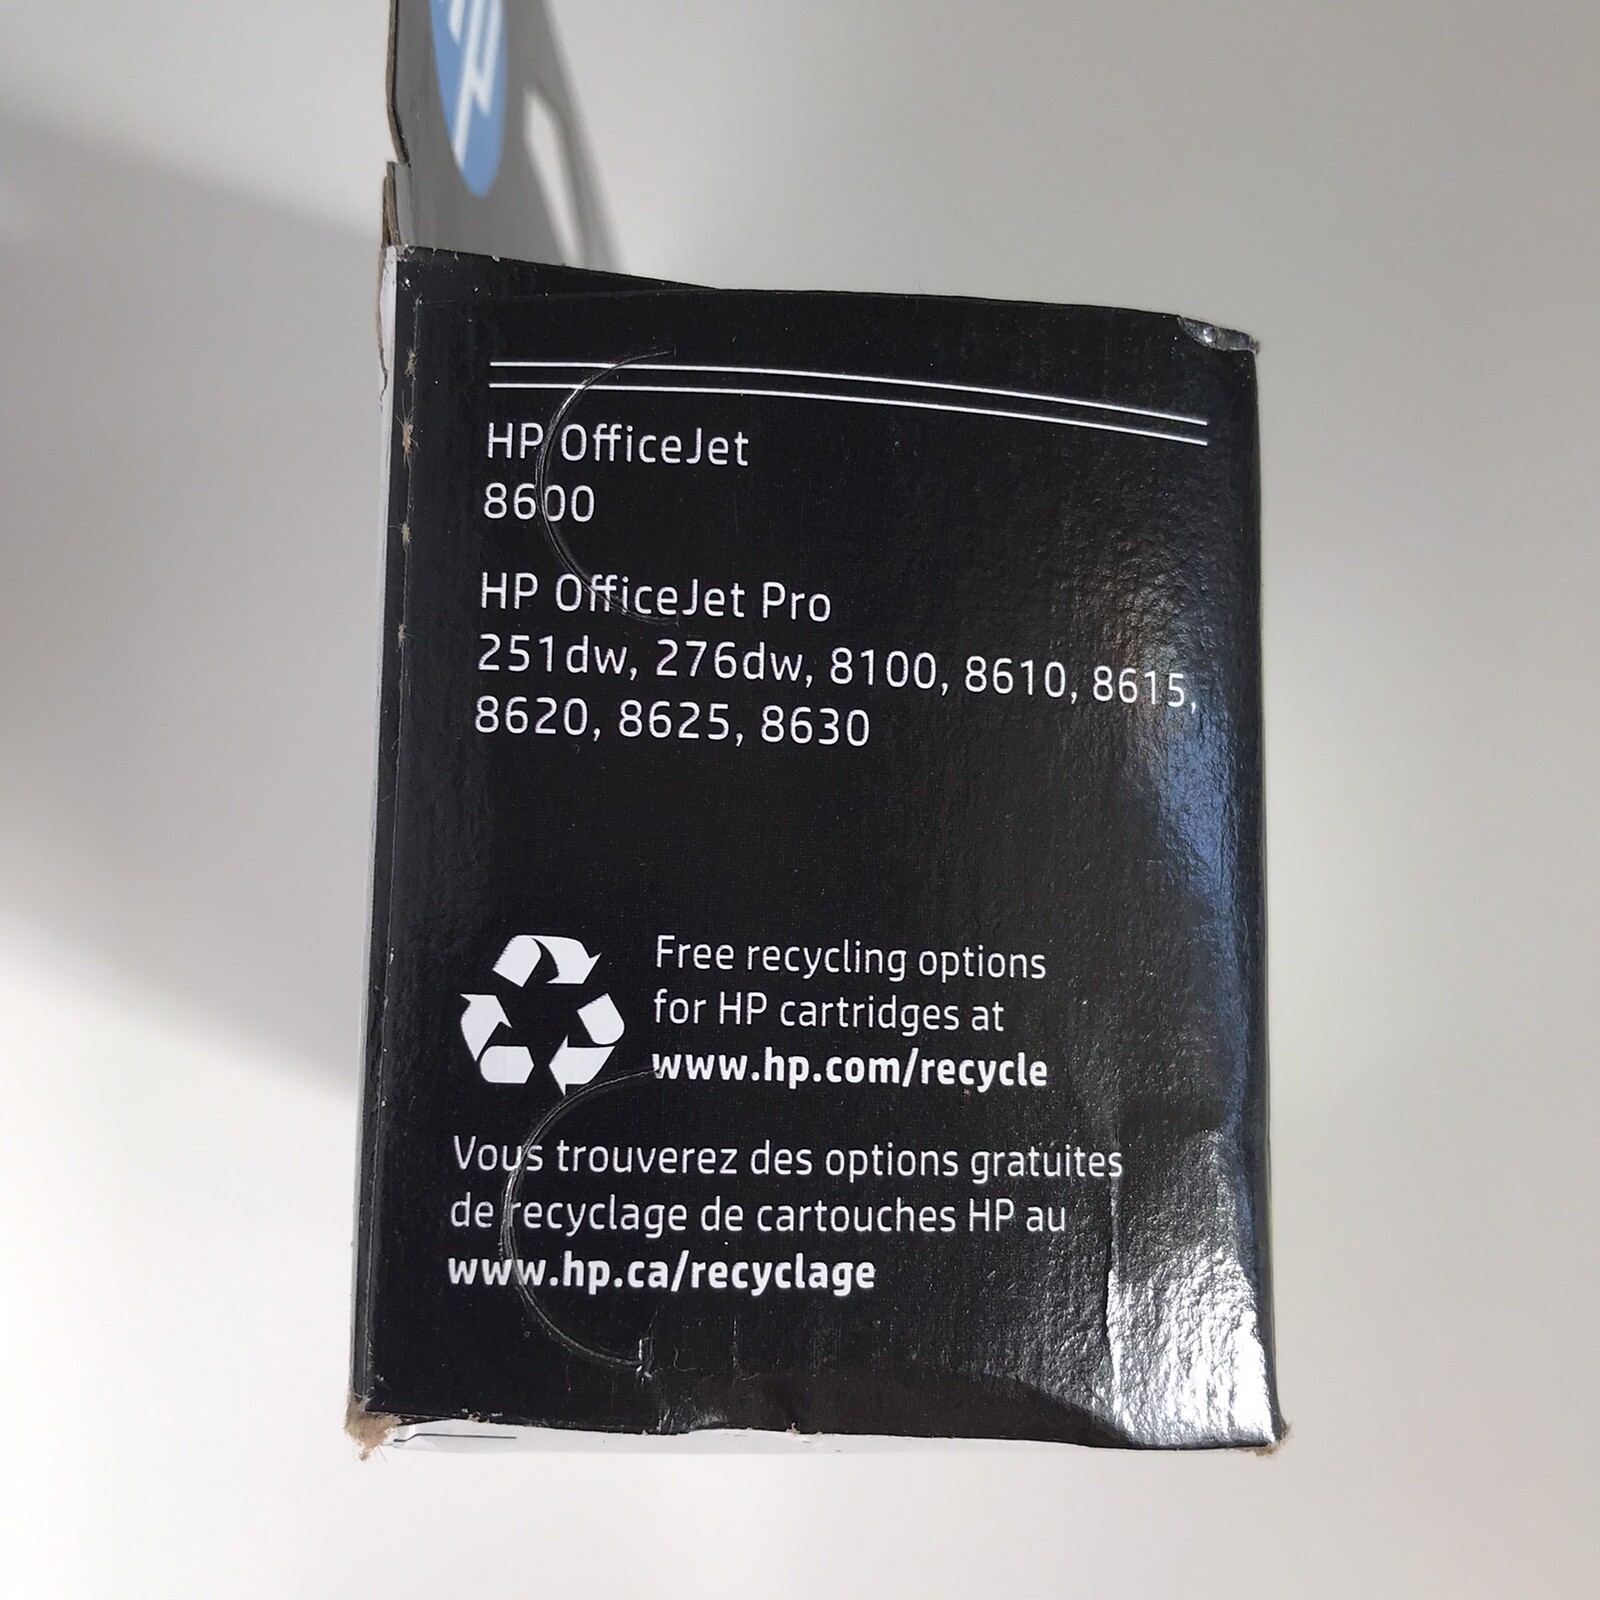 HP OfficeJet
8600
HP OfficeJet Pro
251dw, 276dw, 8100, 8610, 8615,
8620, 8625, 8630
Free recycling options
for HP cartridges at
www.hp.com/recycle
Vous trouverez des options gratuites
de recyclage de cartouches HP au
www.hp.ca/recyclage